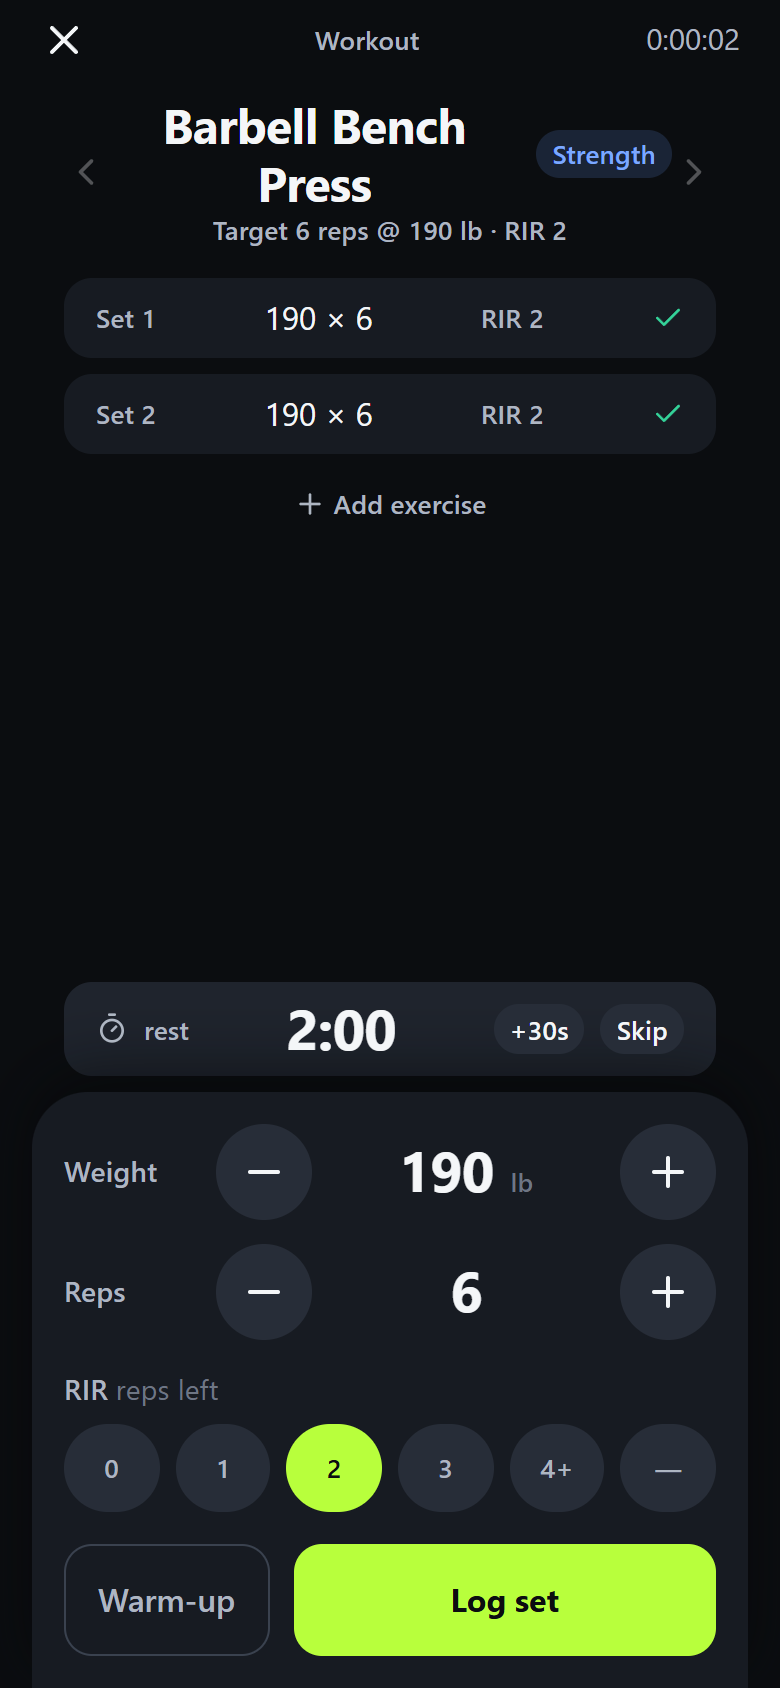 Workout 0:00:02
Barbell Bench
Press
Strength
Target 6 reps @ 190 lb · RIR 2
Set 1 190 × 6 RIR 2
Set 2 190 × 6 RIR 2
+ Add exercise
rest 2:00 +30s Skip
Weight − 190 lb +
Reps − 6 +
RIR reps left
0 1 2 3 4+ —
Warm-up Log set